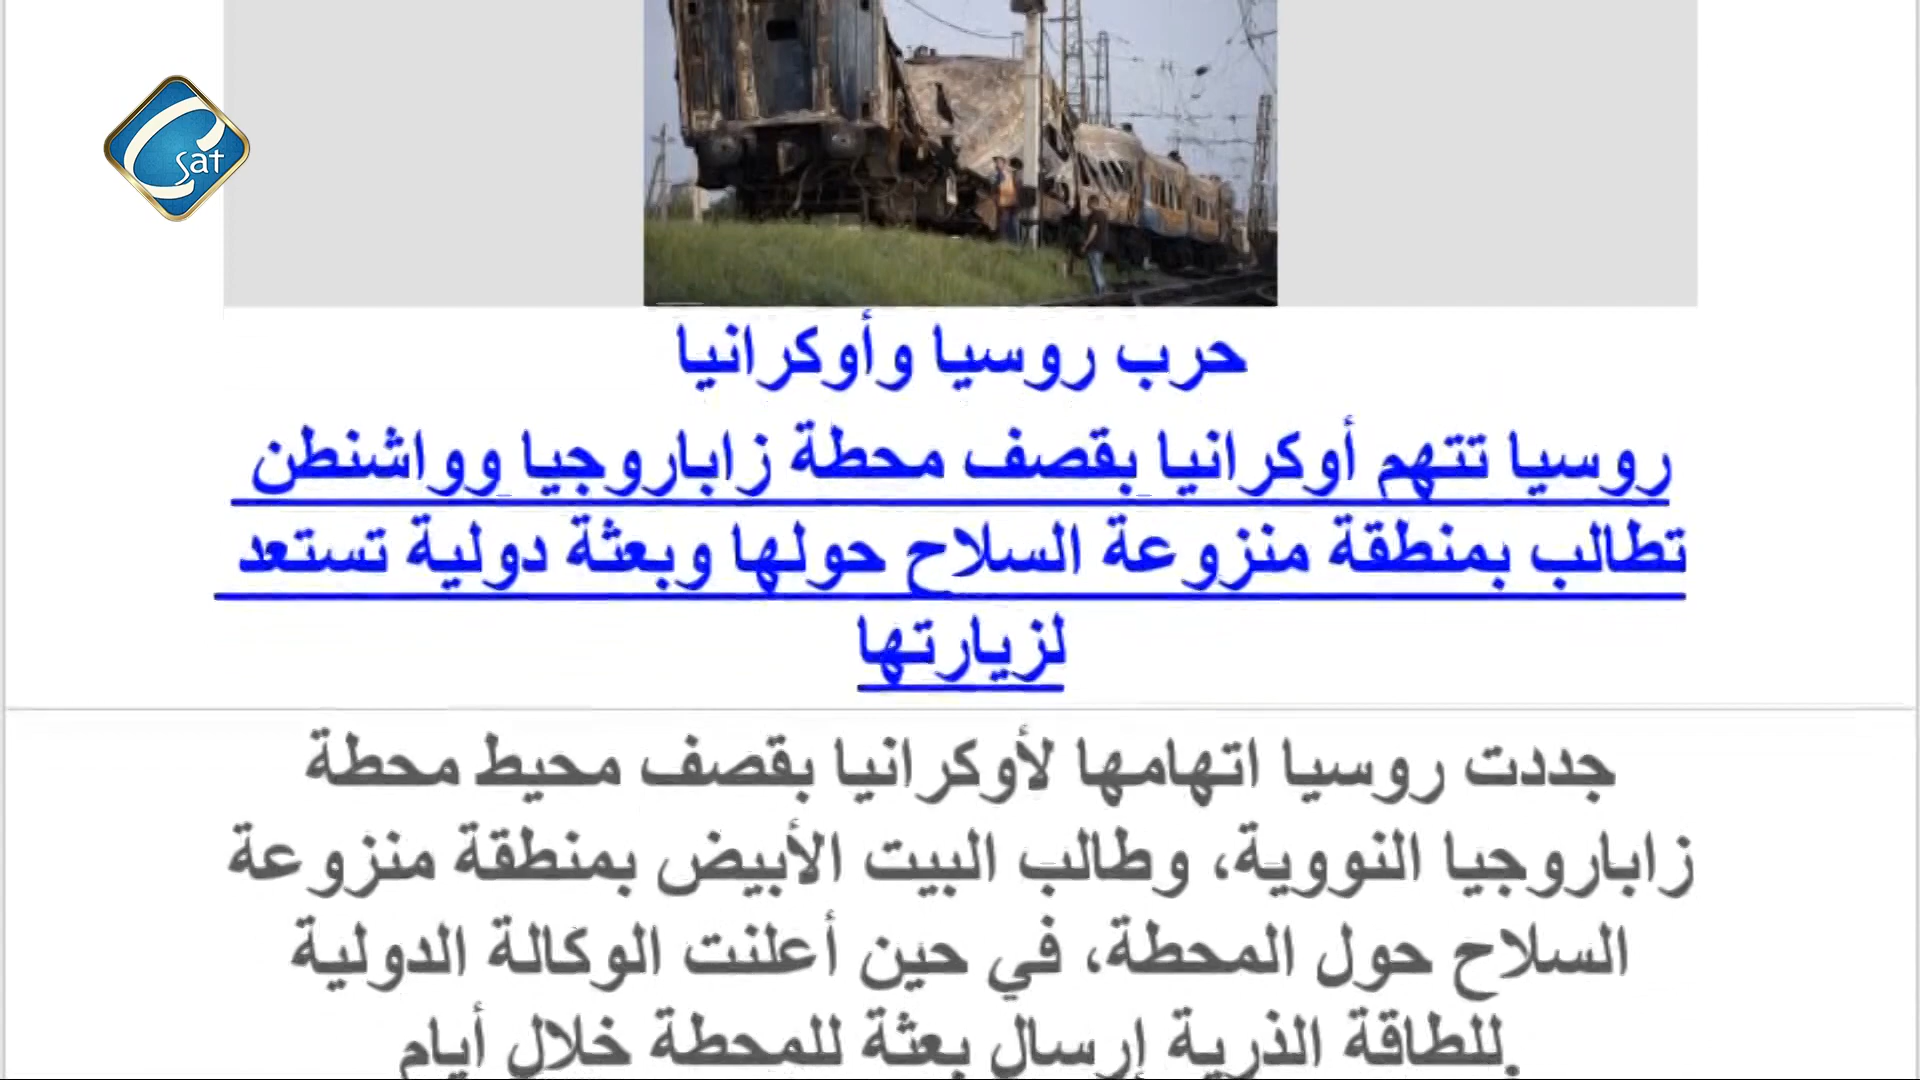 C sat
حرب روسيا وأوكرانيا
روسيا تتهم أوكرانيا بقصف محطة زاباروجيا وواشنطن
تطالب بمنطقة منزوعة السلاح حولها وبعثة دولية تستعد
لزيارتها
جددت روسيا اتهامها لأوكرانيا بقصف محيط محطة
زاباروجيا النووية، وطالب البيت الأبيض بمنطقة منزوعة
السلاح حول المحطة، في حين أعلنت الوكالة الدولية
للطاقة الذرية إرسال بعثة للمحطة خلال أيام.